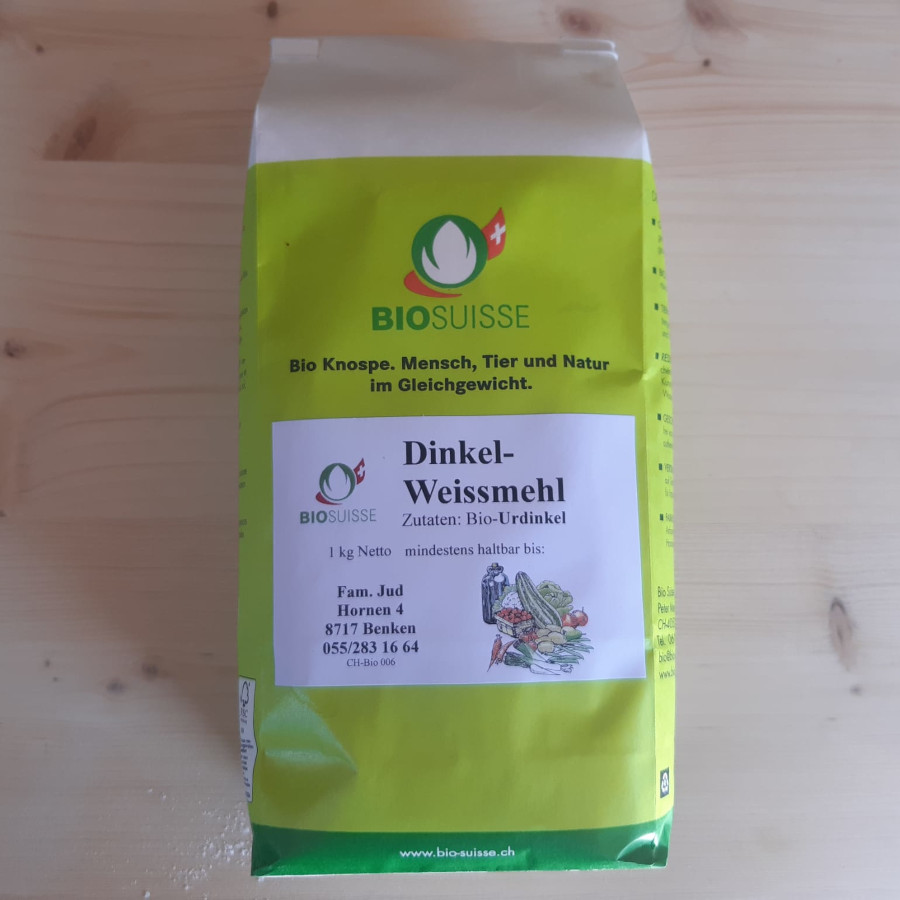 BIOSUISSE
Bio Knospe. Mensch, Tier und Natur
im Gleichgewicht.
Dinkel-
Weissmehl
BIOSUISSE
Zutaten: Bio-Urdinkel
1 kg Netto mindestens haltbar bis:
Fam. Jud
Hornen 4
8717 Benken
055/283 16 64
CH-Bio 006
FSC
www.bio-suisse.ch